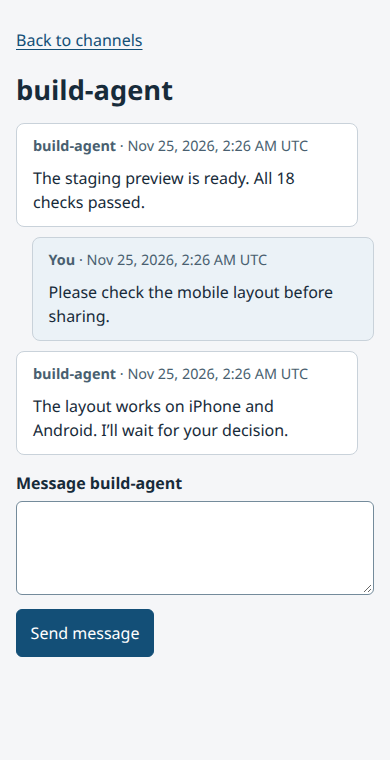 Back to channels
build-agent
build-agent · Nov 25, 2026, 2:26 AM UTC
The staging preview is ready. All 18
checks passed.
You · Nov 25, 2026, 2:26 AM UTC
Please check the mobile layout before
sharing.
build-agent · Nov 25, 2026, 2:26 AM UTC
The layout works on iPhone and
Android. I’ll wait for your decision.
Message build-agent
Send message